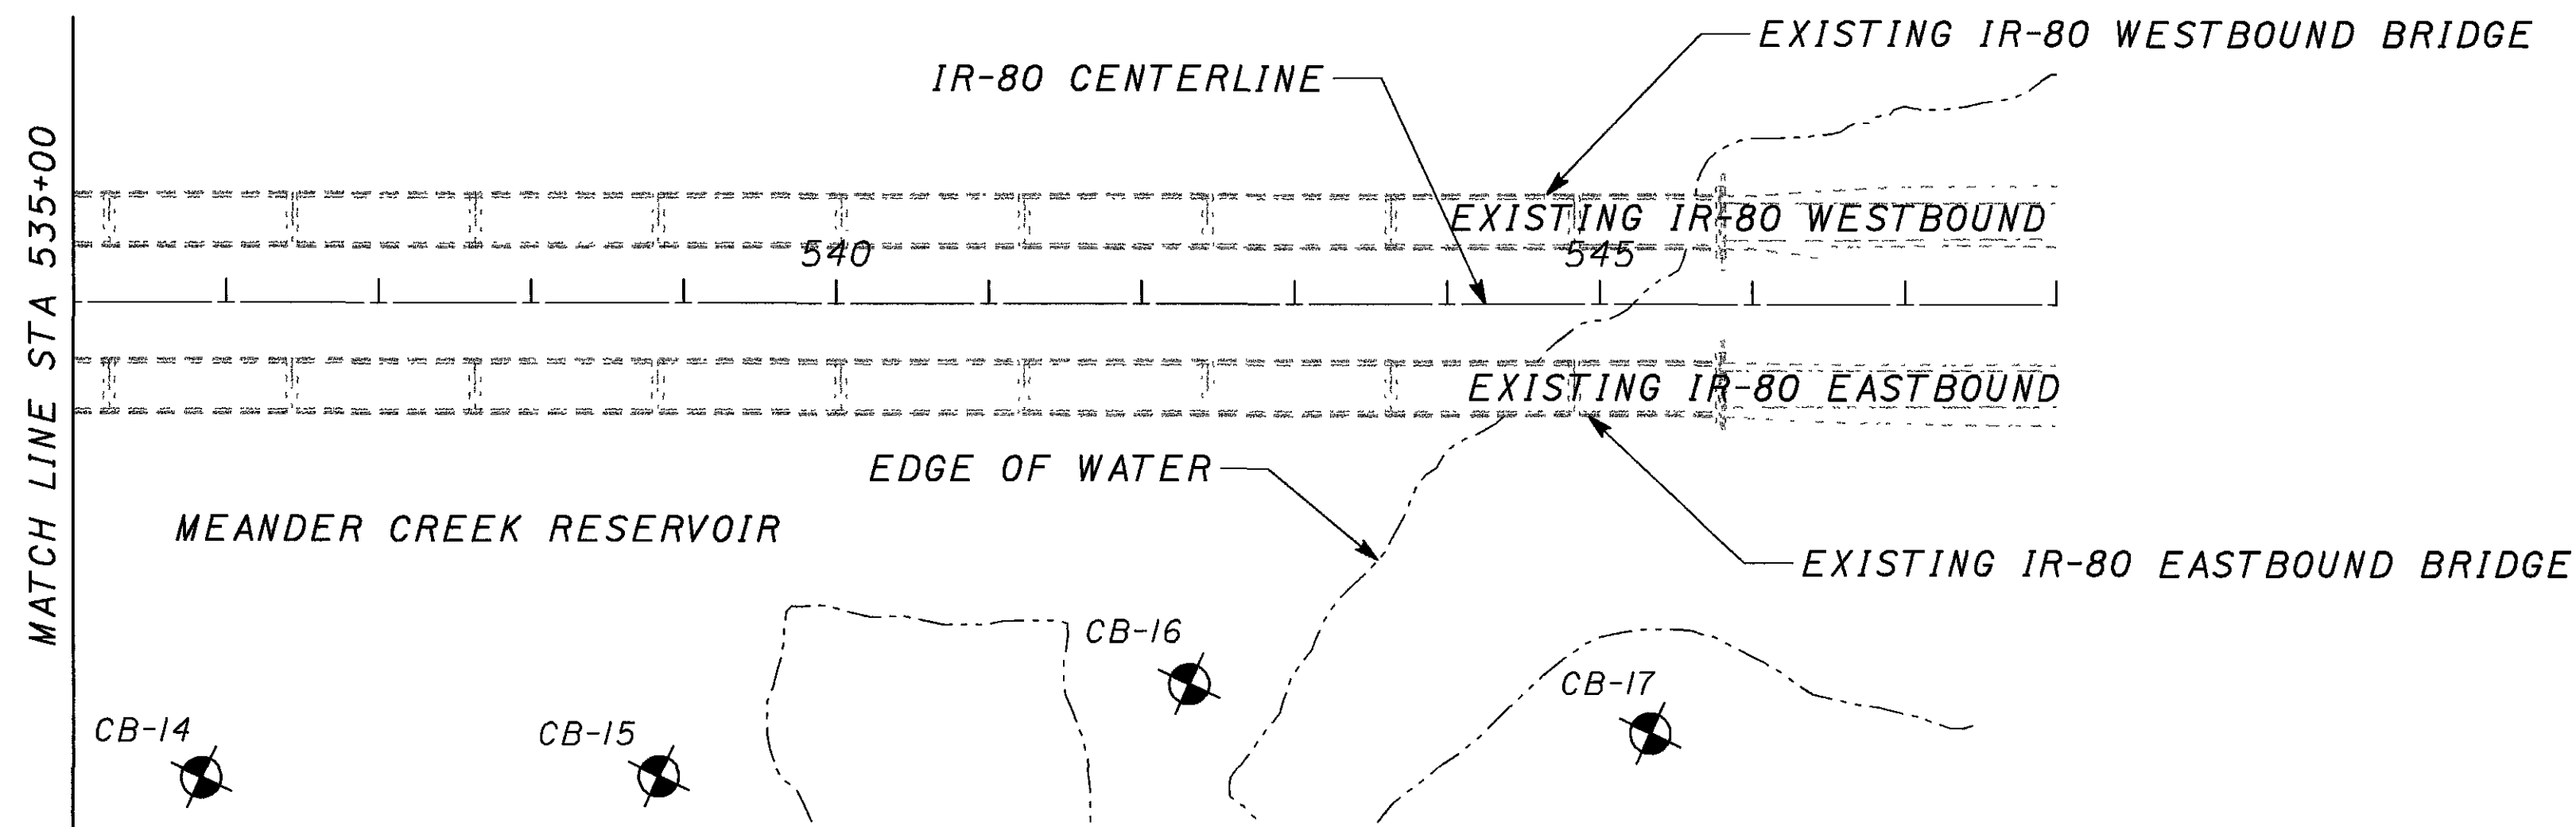 EXISTING IR-80 WESTBOUND BRIDGE
IR-80 CENTERLINE
MATCH LINE STA 535+00
EXISTING IR-80 WESTBOUND
540
545
EXISTING IR-80 EASTBOUND
EDGE OF WATER
MEANDER CREEK RESERVOIR
EXISTING IR-80 EASTBOUND BRIDGE
CB-16
CB-17
CB-14
CB-15